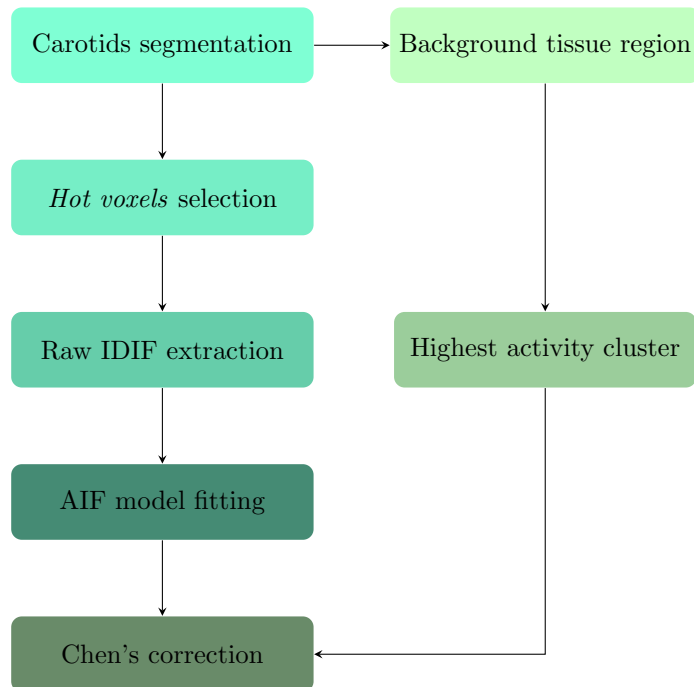 Carotids segmentation
Background tissue region
Hot voxels selection
Raw IDIF extraction
Highest activity cluster
AIF model fitting
Chen's correction